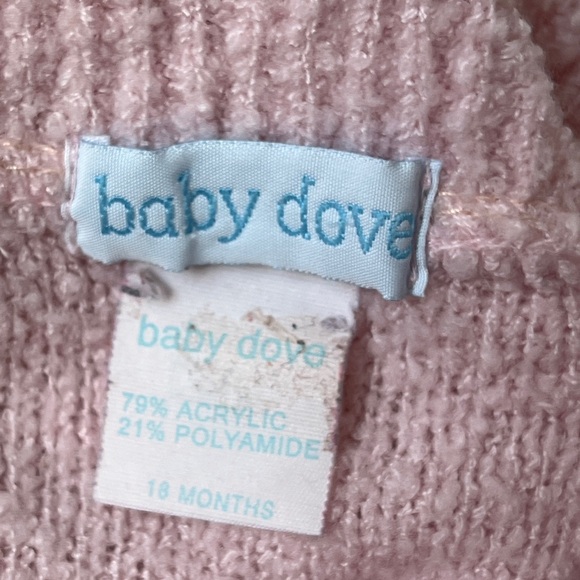 baby dove
baby dove
79% ACRYLIC
21% POLYAMIDE
18 MONTHS